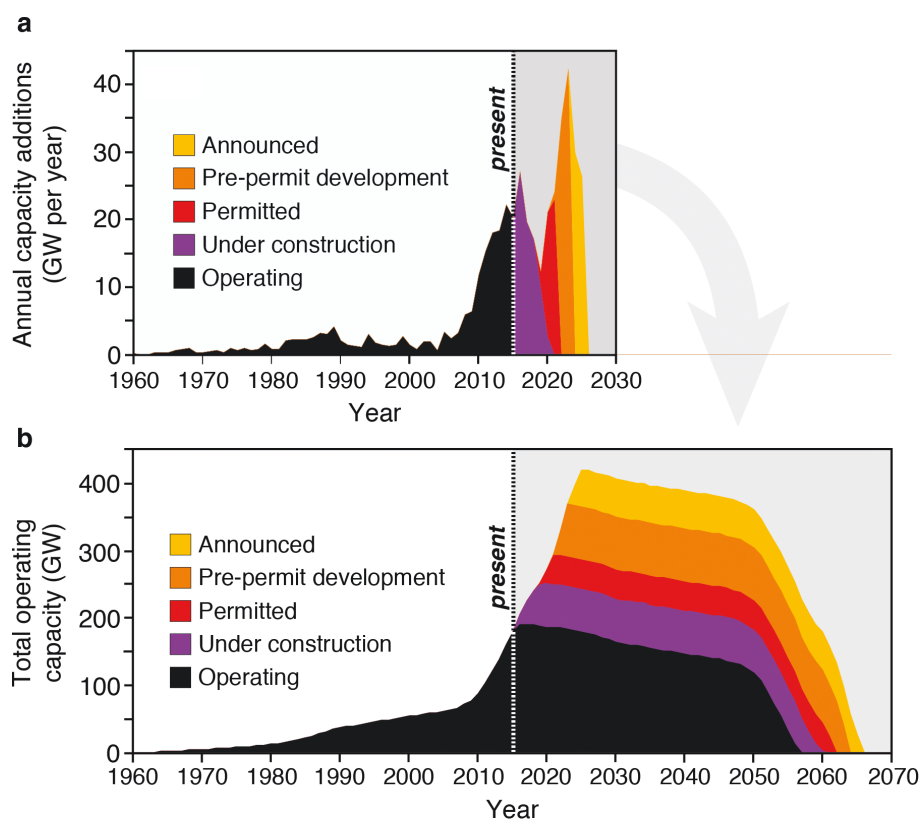 a
Annual capacity additions
(GW per year)
40
30
20
10
0
present
Announced
Pre-permit development
Permitted
Under construction
Operating
1960 1970 1980 1990 2000 2010 2020 2030
Year
b
Total operating
capacity (GW)
400
300
200
100
0
present
Announced
Pre-permit development
Permitted
Under construction
Operating
1960 1970 1980 1990 2000 2010 2020 2030 2040 2050 2060 2070
Year